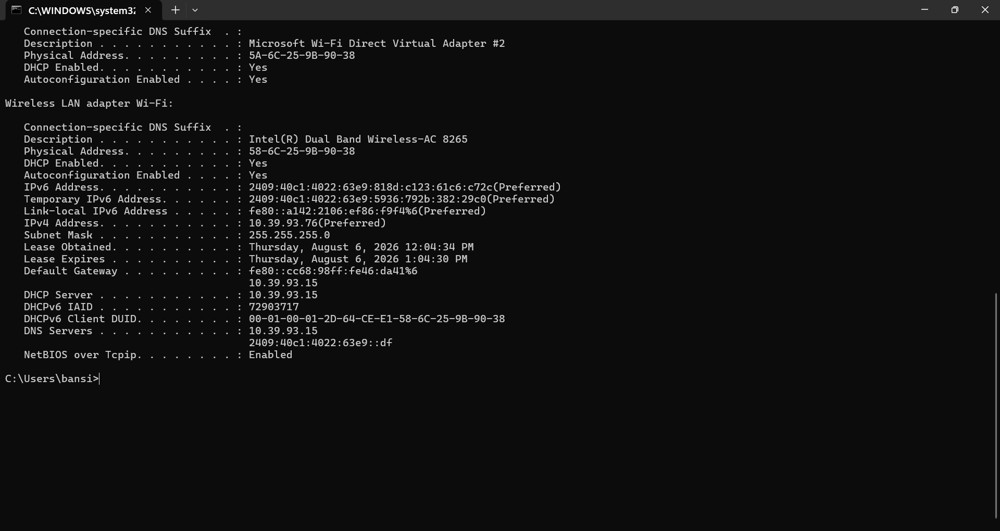 C:\WINDOWS\system32
   Connection-specific DNS Suffix  . :
   Description . . . . . . . . . . . : Microsoft Wi-Fi Direct Virtual Adapter #2
   Physical Address. . . . . . . . . : 5A-6C-25-9B-90-38
   DHCP Enabled. . . . . . . . . . . : Yes
   Autoconfiguration Enabled . . . . : Yes

Wireless LAN adapter Wi-Fi:

   Connection-specific DNS Suffix  . :
   Description . . . . . . . . . . . : Intel(R) Dual Band Wireless-AC 8265
   Physical Address. . . . . . . . . : 58-6C-25-9B-90-38
   DHCP Enabled. . . . . . . . . . . : Yes
   Autoconfiguration Enabled . . . . : Yes
   IPv6 Address. . . . . . . . . . . : 2409:40c1:4022:63e9:818d:c123:61c6:c72c(Preferred)
   Temporary IPv6 Address. . . . . . : 2409:40c1:4022:63e9:5936:792b:382:29c0(Preferred)
   Link-local IPv6 Address . . . . . : fe80::a142:2106:ef86:f9f4%6(Preferred)
   IPv4 Address. . . . . . . . . . . : 10.39.93.76(Preferred)
   Subnet Mask . . . . . . . . . . . : 255.255.255.0
   Lease Obtained. . . . . . . . . . : Thursday, August 6, 2026 12:04:34 PM
   Lease Expires . . . . . . . . . . : Thursday, August 6, 2026 1:04:30 PM
   Default Gateway . . . . . . . . . : fe80::cc68:98ff:fe46:da41%6
                                       10.39.93.15
   DHCP Server . . . . . . . . . . . : 10.39.93.15
   DHCPv6 IAID . . . . . . . . . . . : 72903717
   DHCPv6 Client DUID. . . . . . . . : 00-01-00-01-2D-64-CE-E1-58-6C-25-9B-90-38
   DNS Servers . . . . . . . . . . . : 10.39.93.15
                                       2409:40c1:4022:63e9::df
   NetBIOS over Tcpip. . . . . . . . : Enabled

C:\Users\bansi>